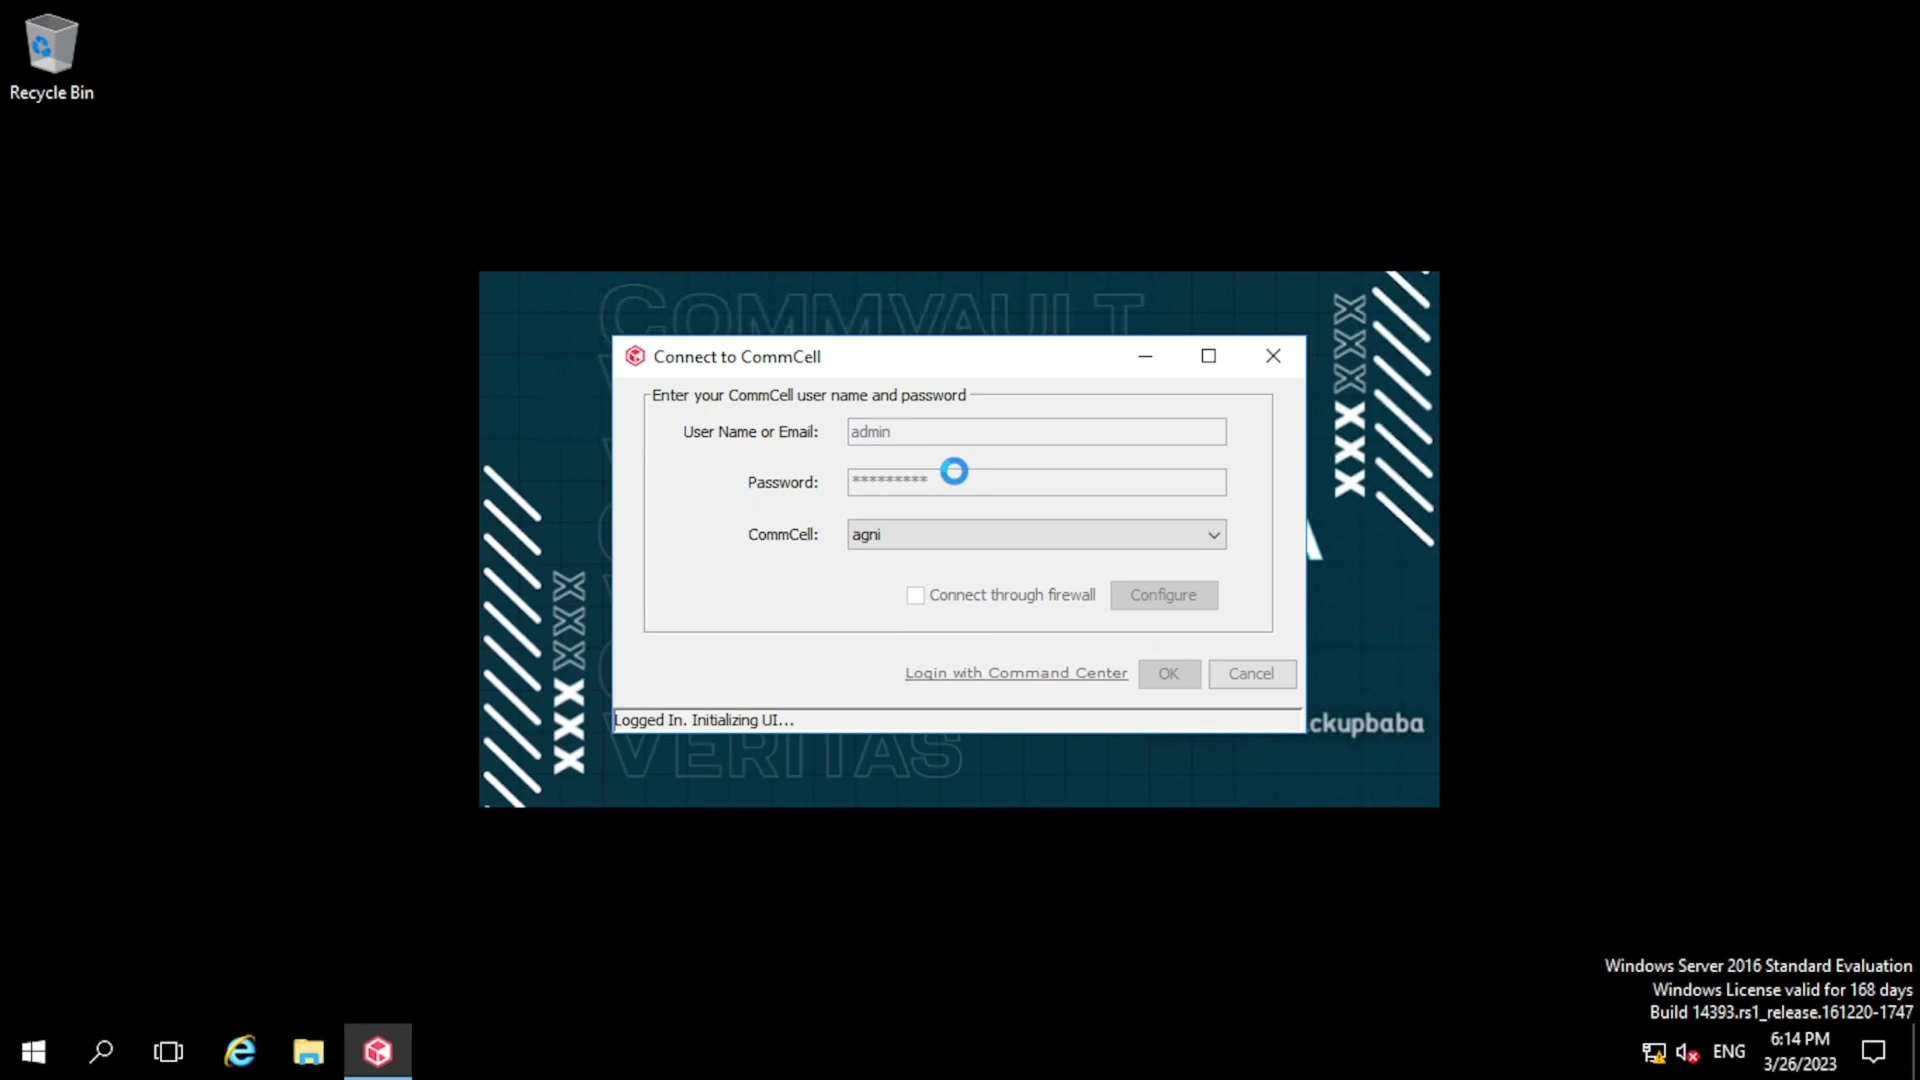 Recycle Bin
COMMVAULT
Connect to CommCell
Enter your CommCell user name and password
User Name or Email:
admin
Password:
*********
CommCell:
agni
Connect through firewall
Configure
Login with Command Center
OK
Cancel
Logged In. Initializing UI...
ckupbaba
VERITAS
Windows Server 2016 Standard Evaluation
Windows License valid for 168 days
Build 14393.rs1_release.161220-1747
ENG
6:14 PM
3/26/2023